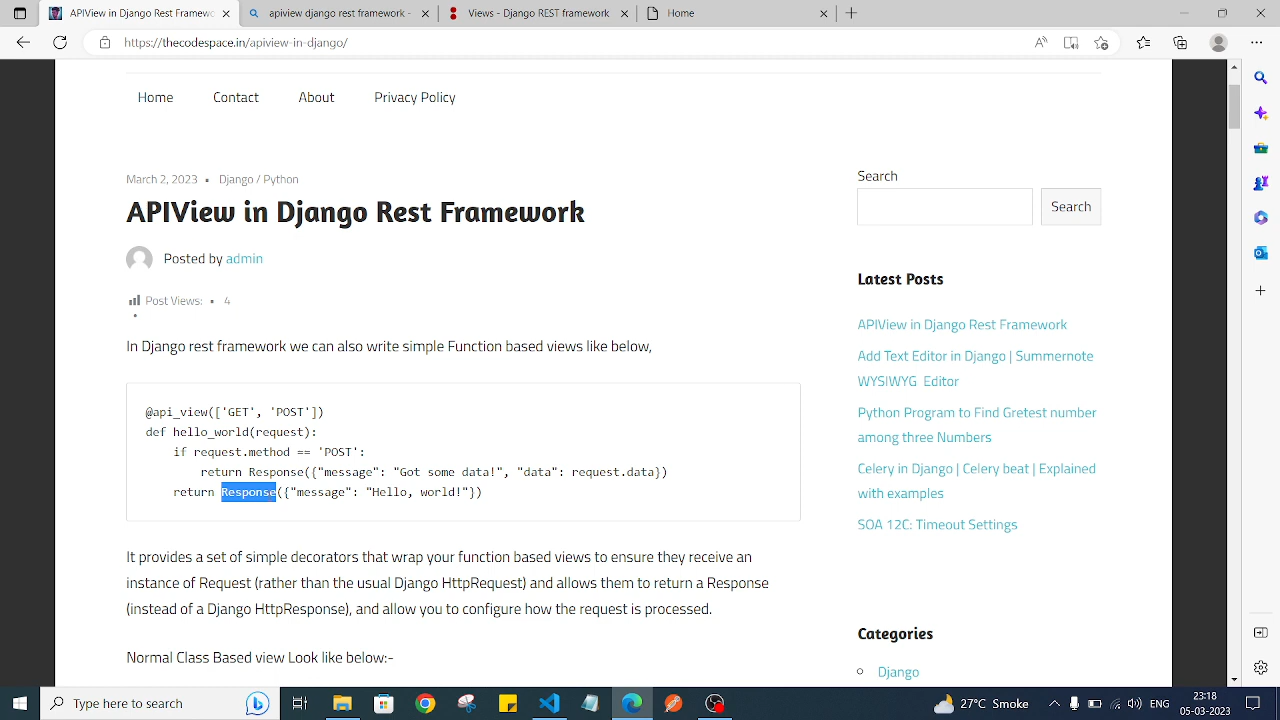 APIView in Django Rest Framewo
apiview rest framework -
Views - Django REST framework
Home
https://thecodespace.in/apiview-in-django/
Home Contact About Privacy Policy
March 2, 2023 ▪ Django / Python
APIView in Django Rest Framework
Posted by admin
Post Views: ▪ 4
In Django rest framework we can also write simple Function based views like below,
@api_view(['GET', 'POST'])
def hello_world(request):
    if request.method == 'POST':
        return Response({"message": "Got some data!", "data": request.data})
    return Response({"message": "Hello, world!"})
It provides a set of simple decorators that wrap your function based views to ensure they receive an
instance of Request (rather than the usual Django HttpRequest) and allows them to return a Response
(instead of a Django HttpResponse), and allow you to configure how the request is processed.
Normal Class Based view Look like below:-
Search
Search
Latest Posts
APIView in Django Rest Framework
Add Text Editor in Django | Summernote
WYSIWYG Editor
Python Program to Find Gretest number
among three Numbers
Celery in Django | Celery beat | Explained
with examples
SOA 12C: Timeout Settings
Categories
Django
Type here to search
27°C Smoke
23:18
05-03-2023